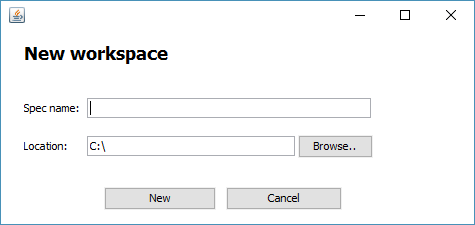 New workspace
Spec name:
Location: C:\ Browse..
New Cancel